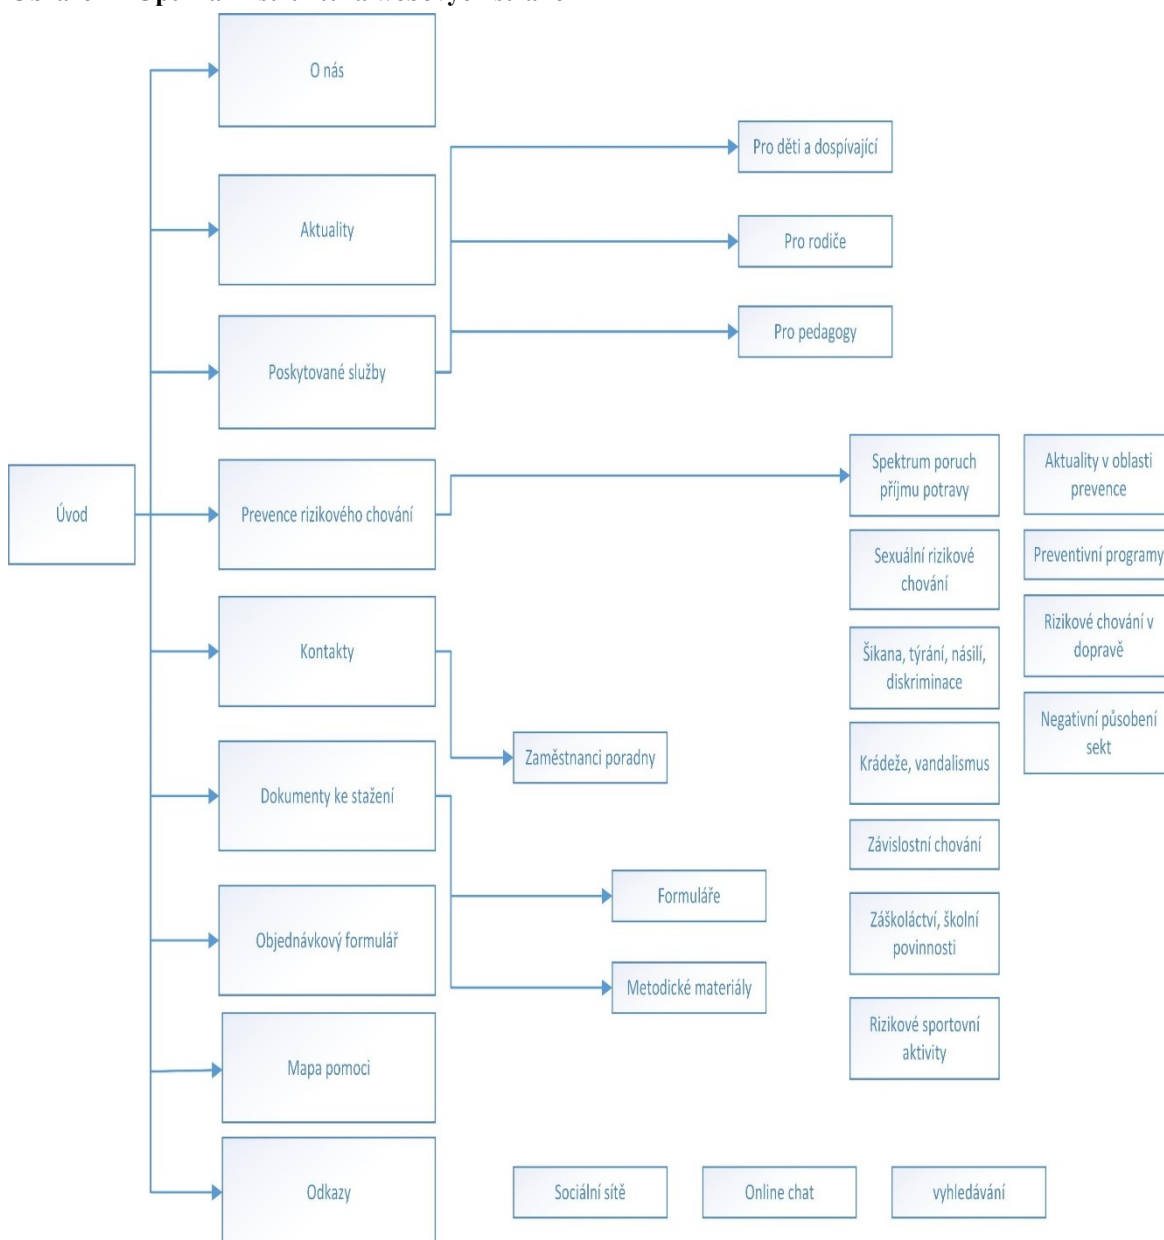 O nás
Aktuality
Poskytované služby
Pro děti a dospívající
Pro rodiče
Pro pedagogy
Úvod
Prevence rizikového chování
Spektrum poruch
příjmu potravy
Sexuální rizikové
chování
Šikana, týrání, násilí,
diskriminace
Krádeže, vandalismus
Závislostní chování
Záškoláctví, školní
povinnosti
Rizikové sportovní
aktivity
Aktuality v oblasti
prevence
Preventivní programy
Rizikové chování v
dopravě
Negativní působení
sekt
Kontakty
Zaměstnanci poradny
Dokumenty ke stažení
Formuláře
Metodické materiály
Objednávkový formulář
Mapa pomoci
Odkazy
Sociální sítě
Online chat
vyhledávání